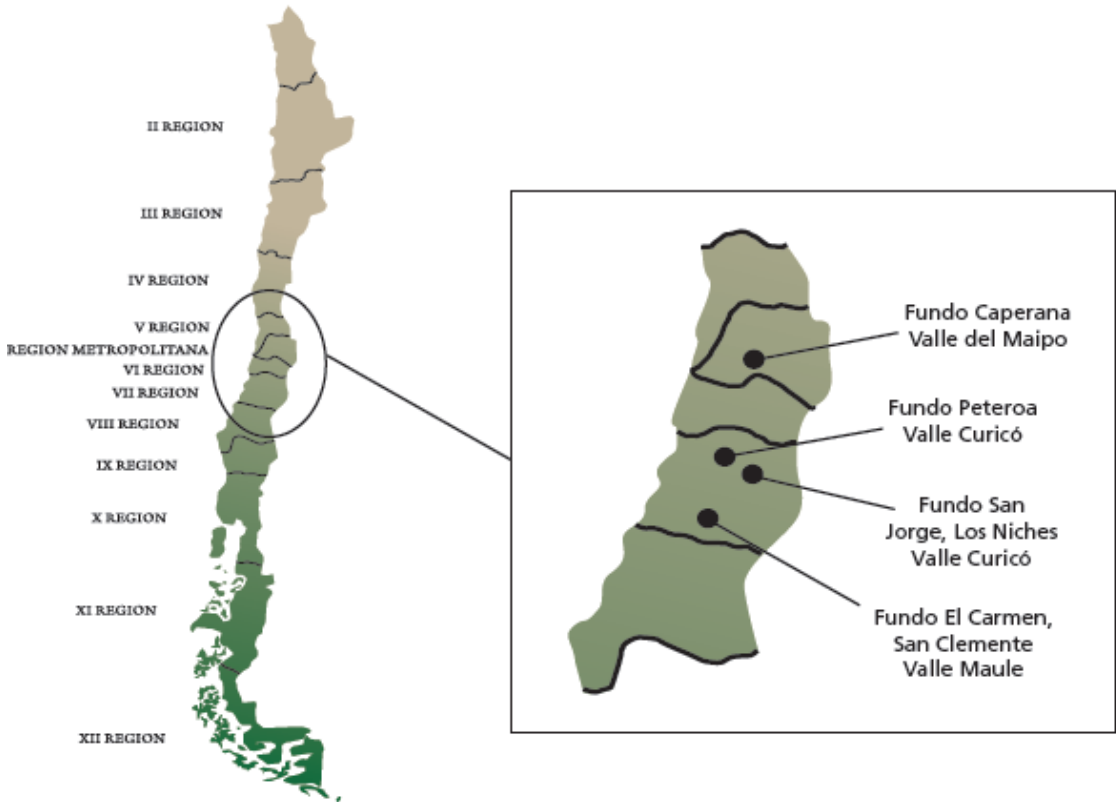 II REGION
III REGION
IV REGION
V REGION
REGION METROPOLITANA
VI REGION
VII REGION
VIII REGION
IX REGION
X REGION
XI REGION
XII REGION
Fundo Caperana
Valle del Maipo
Fundo Peteroa
Valle Curicó
Fundo San
Jorge, Los Niches
Valle Curicó
Fundo El Carmen,
San Clemente
Valle Maule